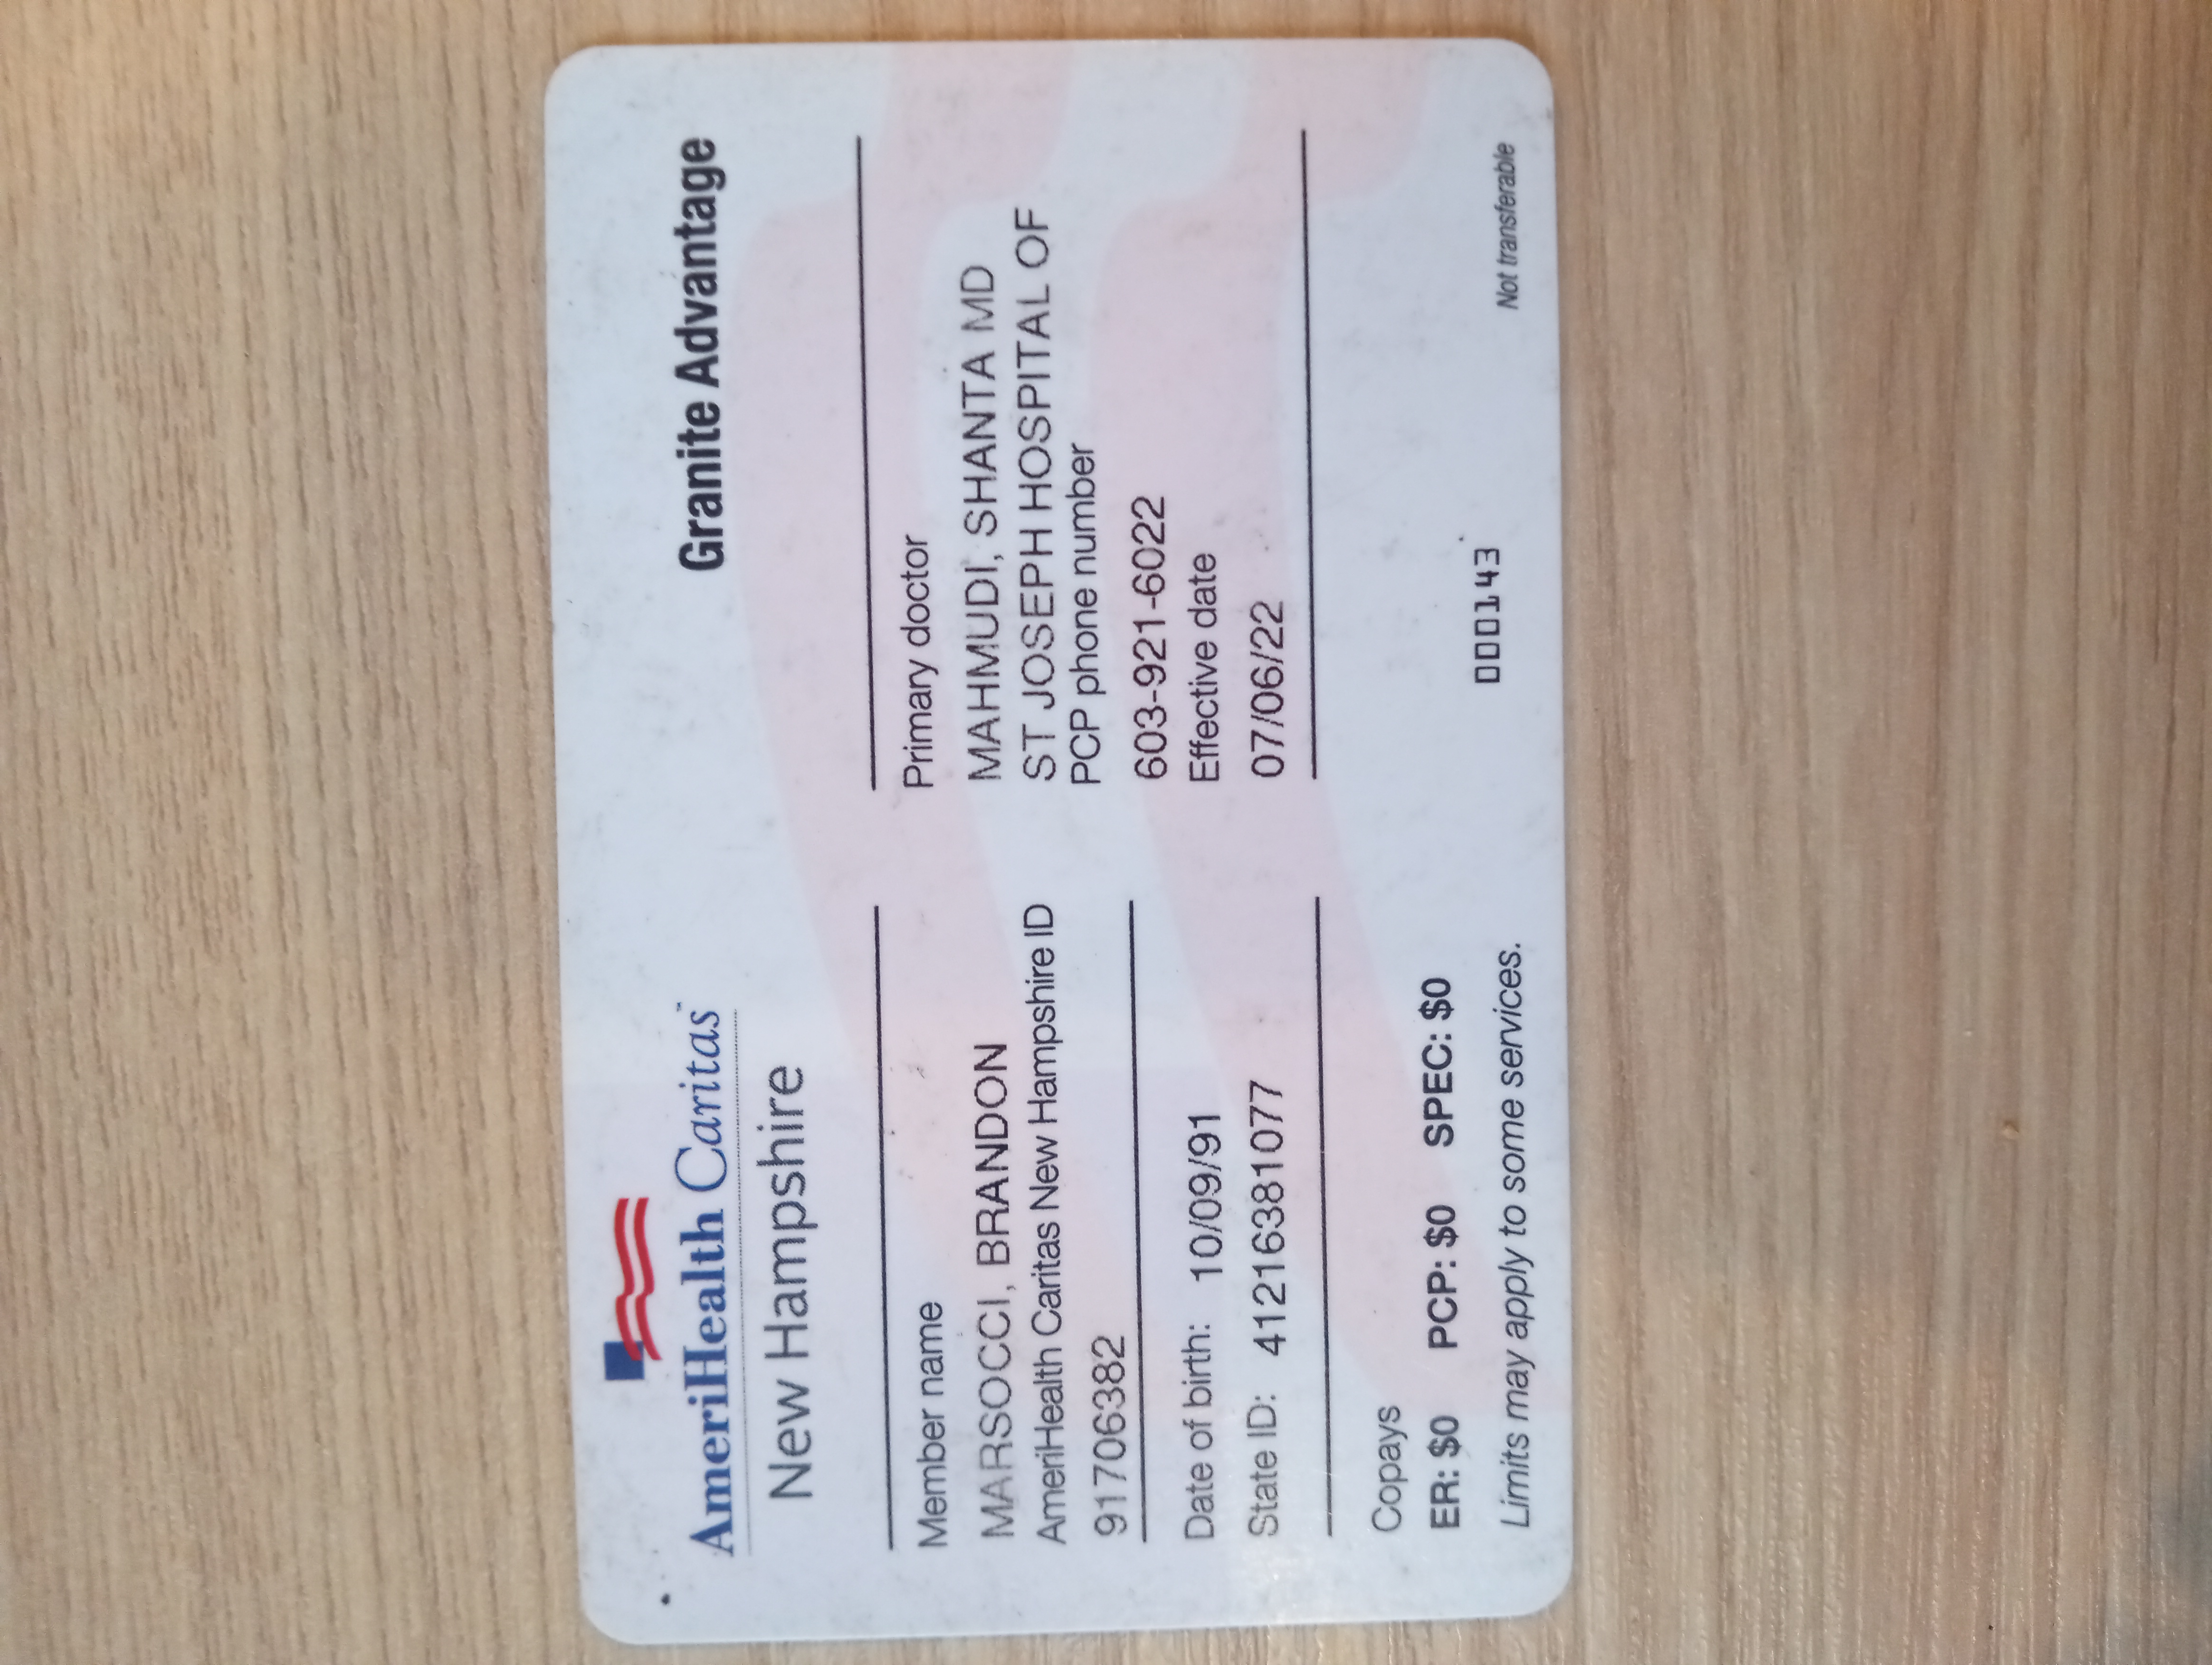 AmeriHealth Caritas™
New Hampshire
Granite Advantage
Member name
MARSOCCI, BRANDON
AmeriHealth Caritas New Hampshire ID
91706382
Date of birth: 10/09/91
State ID: 41216381077
Primary doctor
MAHMUDI, SHANTA MD
ST JOSEPH HOSPITAL OF
PCP phone number
603-921-6022
Effective date
07/06/22
Copays
ER: $0 PCP: $0 SPEC: $0
Limits may apply to some services.
000143
Not transferable